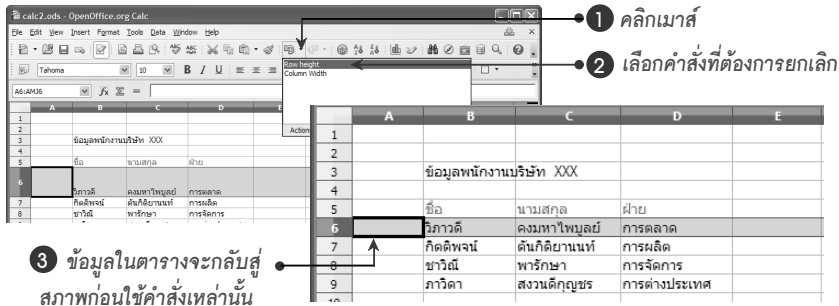 calc2.ods - OpenOffice.org Calc
File Edit View Insert Format Tools Data Window Help
Tahoma 10 B I U
A6:AMJ6 fx Σ =
Row height
Column Width
Action
A B C D E
1
2
3 ข้อมูลพนักงานบริษัท XXX
4
5 ชื่อ นามสกุล ฝ่าย
6 วิภาวดี คงมหาไพบูลย์ การตลาด
7 กิตติพจน์ ตันกิติยานนท์ การผลิต
8 ชาวิณี พารักษา การจัดการ
1 คลิกเมาส์
2 เลือกคำสั่งที่ต้องการยกเลิก
A B C D E
1
2
3 ข้อมูลพนักงานบริษัท XXX
4
5 ชื่อ นามสกุล ฝ่าย
6 วิภาวดี คงมหาไพบูลย์ การตลาด
7 กิตติพจน์ ตันกิติยานนท์ การผลิต
8 ชาวิณี พารักษา การจัดการ
9 ภาวิดา สงวนดีกุญชร การต่างประเทศ
10
3 ข้อมูลในตารางจะกลับสู่
สภาพก่อนใช้คำสั่งเหล่านั้น